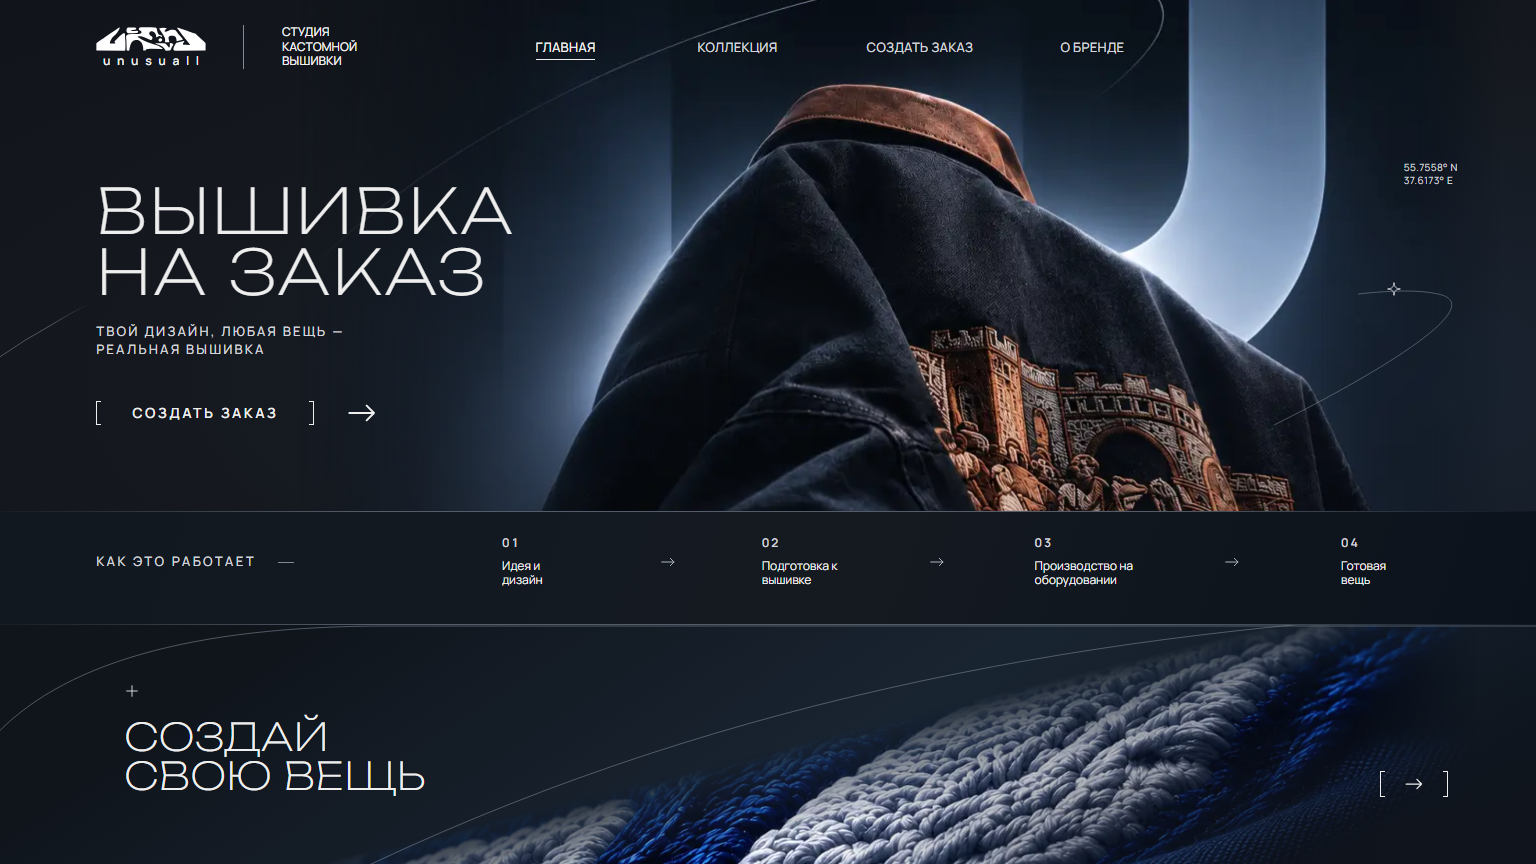 unusuall
СТУДИЯ
КАСТОМНОЙ
ВЫШИВКИ
ГЛАВНАЯ
КОЛЛЕКЦИЯ
СОЗДАТЬ ЗАКАЗ
О БРЕНДЕ
55.7558° N
37.6173° E
ВЫШИВКА
НА ЗАКАЗ
ТВОЙ ДИЗАЙН, ЛЮБАЯ ВЕЩЬ —
РЕАЛЬНАЯ ВЫШИВКА
[ СОЗДАТЬ ЗАКАЗ ] →
КАК ЭТО РАБОТАЕТ —
01
Идея и
дизайн
→
02
Подготовка к
вышивке
→
03
Производство на
оборудовании
→
04
Готовая
вещь
+
СОЗДАЙ
СВОЮ ВЕЩЬ
[ → ]